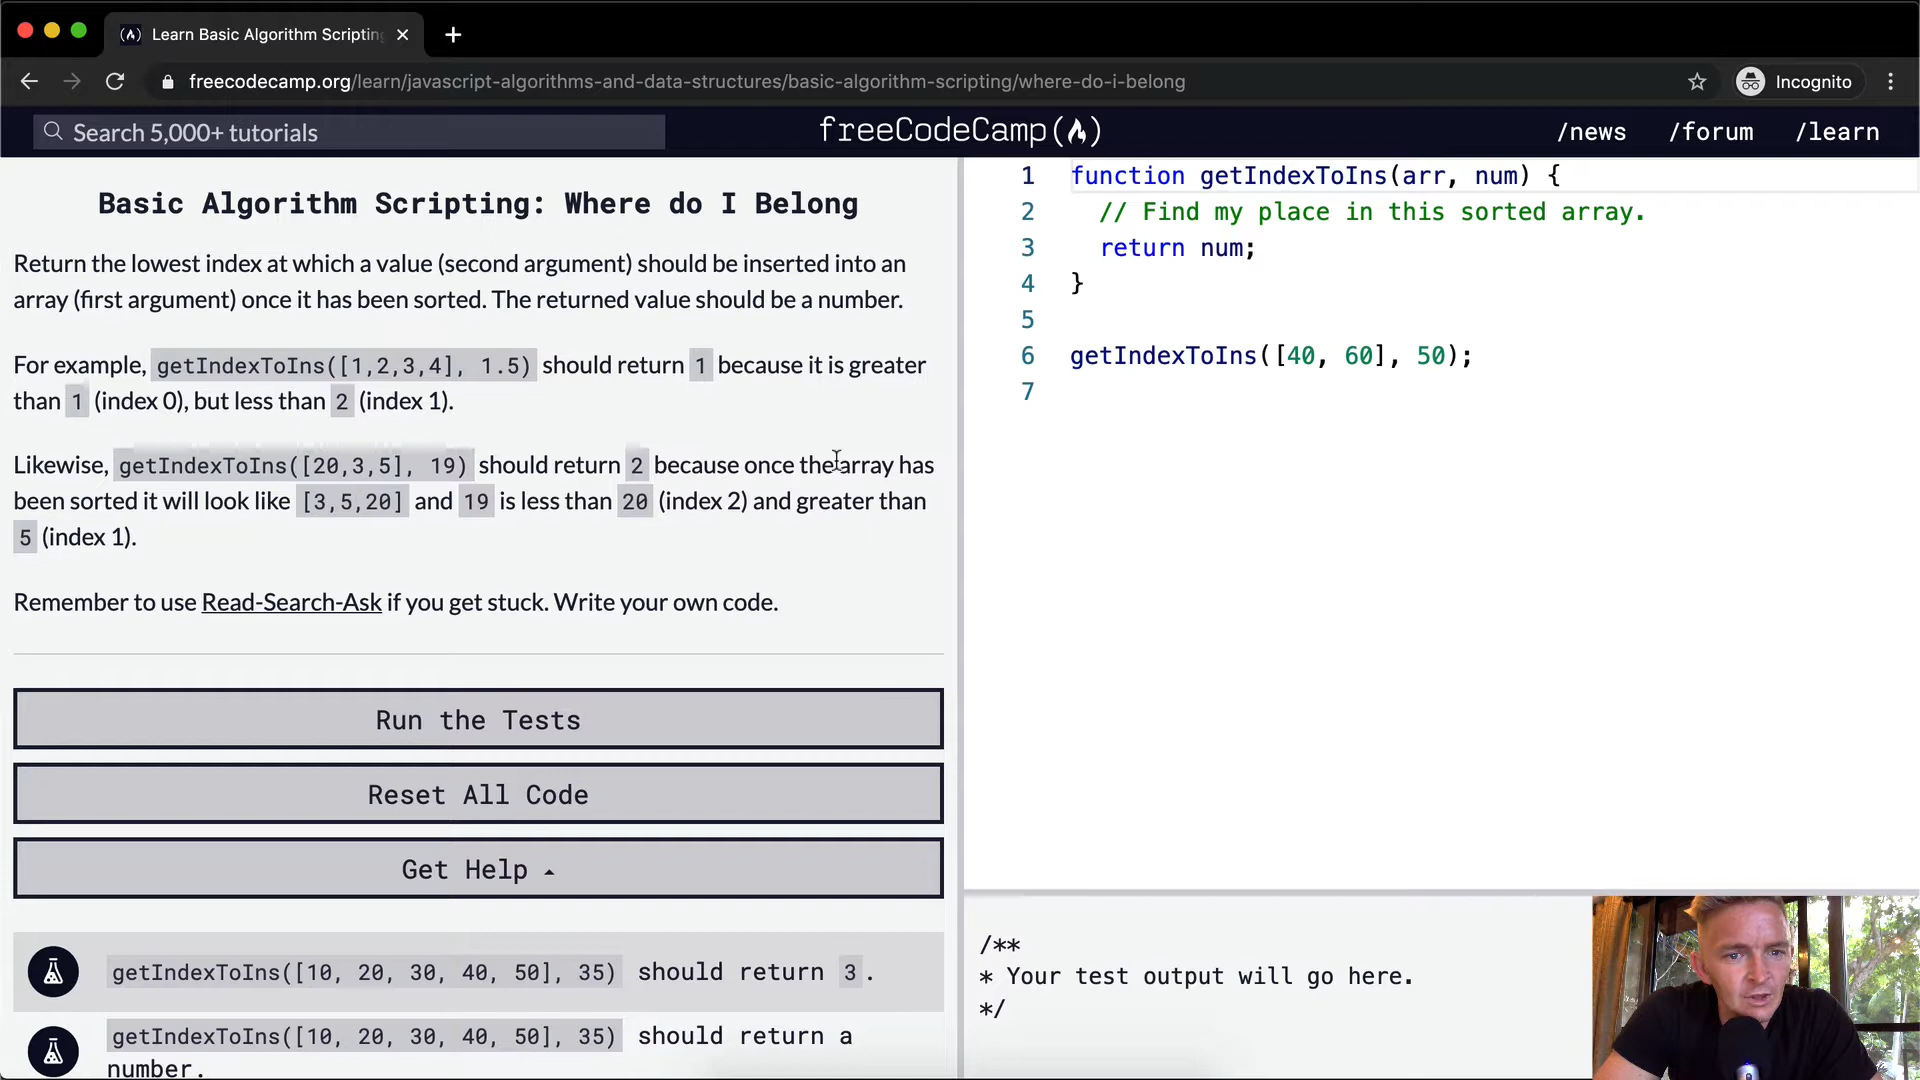 Learn Basic Algorithm Scripting
freecodecamp.org/learn/javascript-algorithms-and-data-structures/basic-algorithm-scripting/where-do-i-belong
Incognito
Search 5,000+ tutorials
freeCodeCamp(🔥)
/news /forum /learn
Basic Algorithm Scripting: Where do I Belong
Return the lowest index at which a value (second argument) should be inserted into an
array (first argument) once it has been sorted. The returned value should be a number.
For example, getIndexToIns([1,2,3,4], 1.5) should return 1 because it is greater
than 1 (index 0), but less than 2 (index 1).
Likewise, getIndexToIns([20,3,5], 19) should return 2 because once the array has
been sorted it will look like [3,5,20] and 19 is less than 20 (index 2) and greater than
5 (index 1).
Remember to use Read-Search-Ask if you get stuck. Write your own code.
Run the Tests
Reset All Code
Get Help
getIndexToIns([10, 20, 30, 40, 50], 35) should return 3.
getIndexToIns([10, 20, 30, 40, 50], 35) should return a
number.
1 function getIndexToIns(arr, num) {
2 // Find my place in this sorted array.
3 return num;
4 }
5
6 getIndexToIns([40, 60], 50);
7
/**
* Your test output will go here.
*/